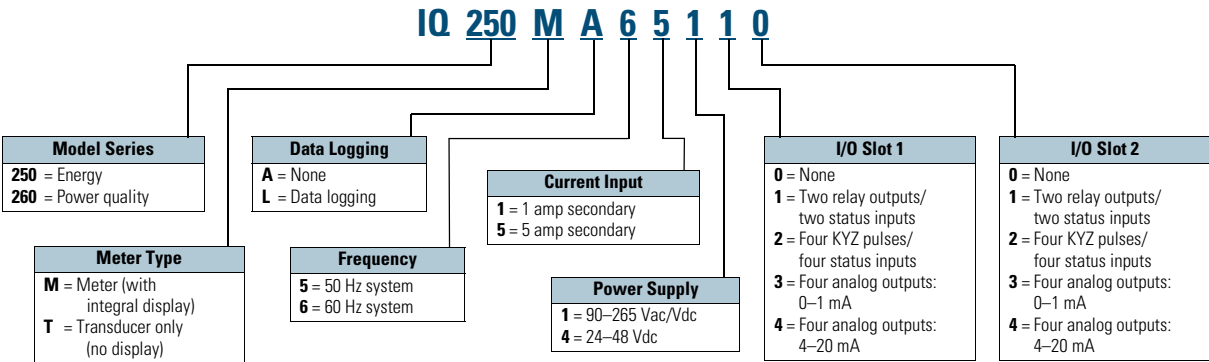 IQ 250 M A 6 5 1 1 0
Model Series
250 = Energy
260 = Power quality
Data Logging
A = None
L = Data logging
Current Input
1 = 1 amp secondary
5 = 5 amp secondary
I/O Slot 1
0 = None
1 = Two relay outputs/
two status inputs
2 = Four KYZ pulses/
four status inputs
3 = Four analog outputs:
0–1 mA
4 = Four analog outputs:
4–20 mA
I/O Slot 2
0 = None
1 = Two relay outputs/
two status inputs
2 = Four KYZ pulses/
four status inputs
3 = Four analog outputs:
0–1 mA
4 = Four analog outputs:
4–20 mA
Meter Type
M = Meter (with
integral display)
T = Transducer only
(no display)
Frequency
5 = 50 Hz system
6 = 60 Hz system
Power Supply
1 = 90–265 Vac/Vdc
4 = 24–48 Vdc